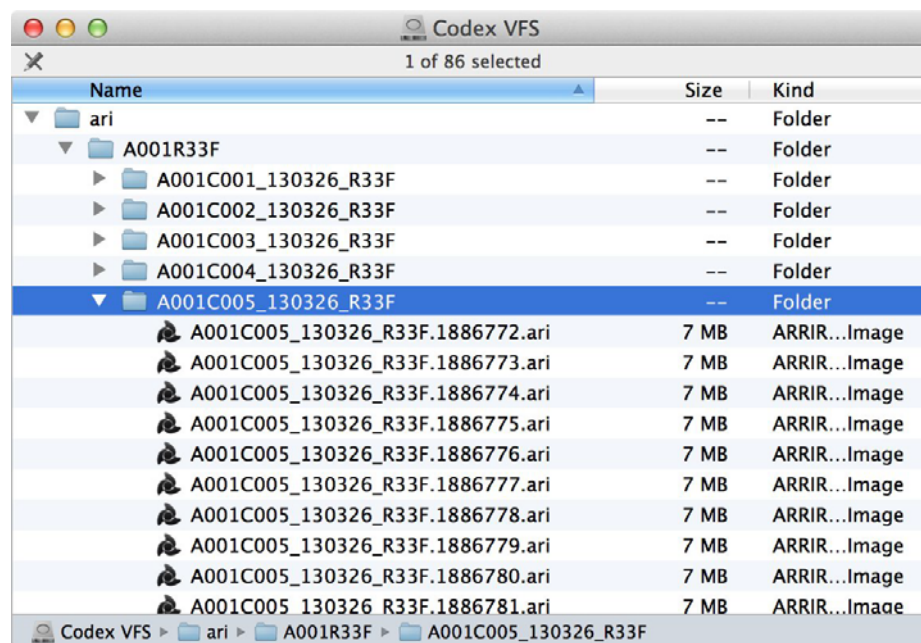 Codex VFS
1 of 86 selected
Name Size Kind
ari -- Folder
A001R33F -- Folder
A001C001_130326_R33F -- Folder
A001C002_130326_R33F -- Folder
A001C003_130326_R33F -- Folder
A001C004_130326_R33F -- Folder
A001C005_130326_R33F -- Folder
A001C005_130326_R33F.1886772.ari 7 MB ARRIR...Image
A001C005_130326_R33F.1886773.ari 7 MB ARRIR...Image
A001C005_130326_R33F.1886774.ari 7 MB ARRIR...Image
A001C005_130326_R33F.1886775.ari 7 MB ARRIR...Image
A001C005_130326_R33F.1886776.ari 7 MB ARRIR...Image
A001C005_130326_R33F.1886777.ari 7 MB ARRIR...Image
A001C005_130326_R33F.1886778.ari 7 MB ARRIR...Image
A001C005_130326_R33F.1886779.ari 7 MB ARRIR...Image
A001C005_130326_R33F.1886780.ari 7 MB ARRIR...Image
A001C005_130326_R33F.1886781.ari 7 MB ARRIR...Image
Codex VFS ▸ ari ▸ A001R33F ▸ A001C005_130326_R33F